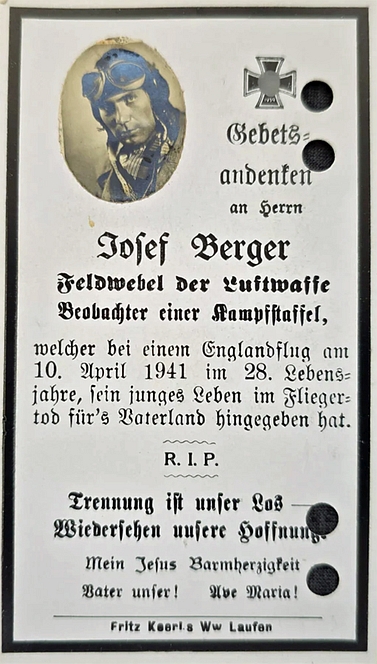 Gebets-
andenken
an Herrn
Josef Berger
Feldwebel der Luftwaffe
Beobachter einer Kampfstaffel,
welcher bei einem Englandflug am
10. April 1941 im 28. Lebens-
jahre, sein junges Leben im Flieger-
tod für's Vaterland hingegeben hat.
R. I. P.
Trennung ist unser Los —
Wiedersehen unsere Hoffnung.
Mein Jesus Barmherzigkeit
Vater unser! Ave Maria!
Fritz Ww Laufen